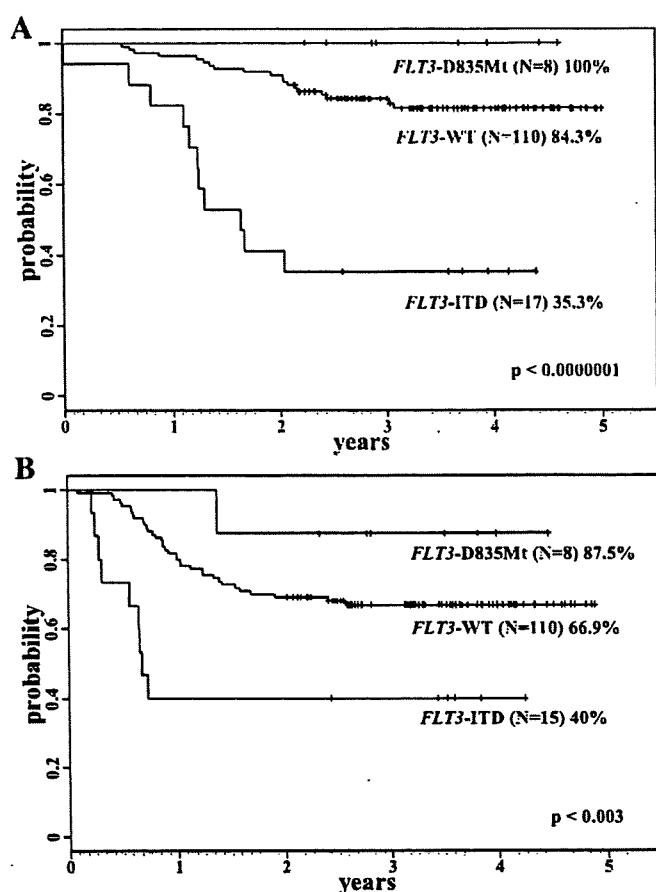 A
1
FLT3-D835Mt (N=8) 100%
0.8
FLT3-WT (N=110) 84.3%
probability
0.6
0.4
FLT3-ITD (N=17) 35.3%
0.2
p < 0.0000001
0
0 1 2 3 4 5
years
B
1
FLT3-D835Mt (N=8) 87.5%
0.8
FLT3-WT (N=110) 66.9%
probability
0.6
0.4
FLT3-ITD (N=15) 40%
0.2
p < 0.003
0
0 1 2 3 4 5
years